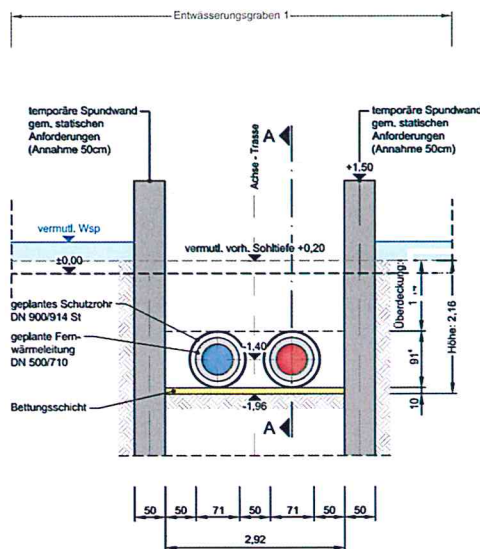 Entwässerungsgraben 1
temporäre Spundwand
gem. statischen
Anforderungen
(Annahme 50cm)
A
Achse - Trasse
temporäre Spundwand
gem. statischen
Anforderungen
(Annahme 50cm)
+1.50
vermutl. Wsp
±0,00
vermutl. vorh. Sohltiefe +0,20
Überdeckung:
1
Höhe: 2,16
geplantes Schutzrohr
DN 900/914 St
geplante Fern-
wärmeleitung
DN 500/710
-1,40
91⁴
Bettungsschicht
-1,96
10
A
50 50 71 50 71 50 50
2,92